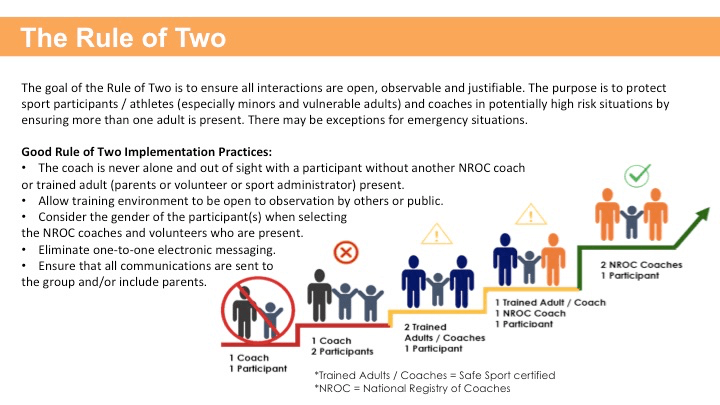 The Rule of Two
The goal of the Rule of Two is to ensure all interactions are open, observable and justifiable. The purpose is to protect
sport participants / athletes (especially minors and vulnerable adults) and coaches in potentially high risk situations by
ensuring more than one adult is present. There may be exceptions for emergency situations.
Good Rule of Two Implementation Practices:
• The coach is never alone and out of sight with a participant without another NROC coach
or trained adult (parents or volunteer or sport administrator) present.
• Allow training environment to be open to observation by others or public.
• Consider the gender of the participant(s) when selecting
the NROC coaches and volunteers who are present.
• Eliminate one-to-one electronic messaging.
• Ensure that all communications are sent to
the group and/or include parents.
1 Coach
1 Participant
1 Coach
2 Participants
2 Trained
Adults / Coaches
1 Participant
1 Trained Adult / Coach
1 NROC Coach
1 Participant
2 NROC Coaches
1 Participant
*Trained Adults / Coaches = Safe Sport certified
*NROC = National Registry of Coaches